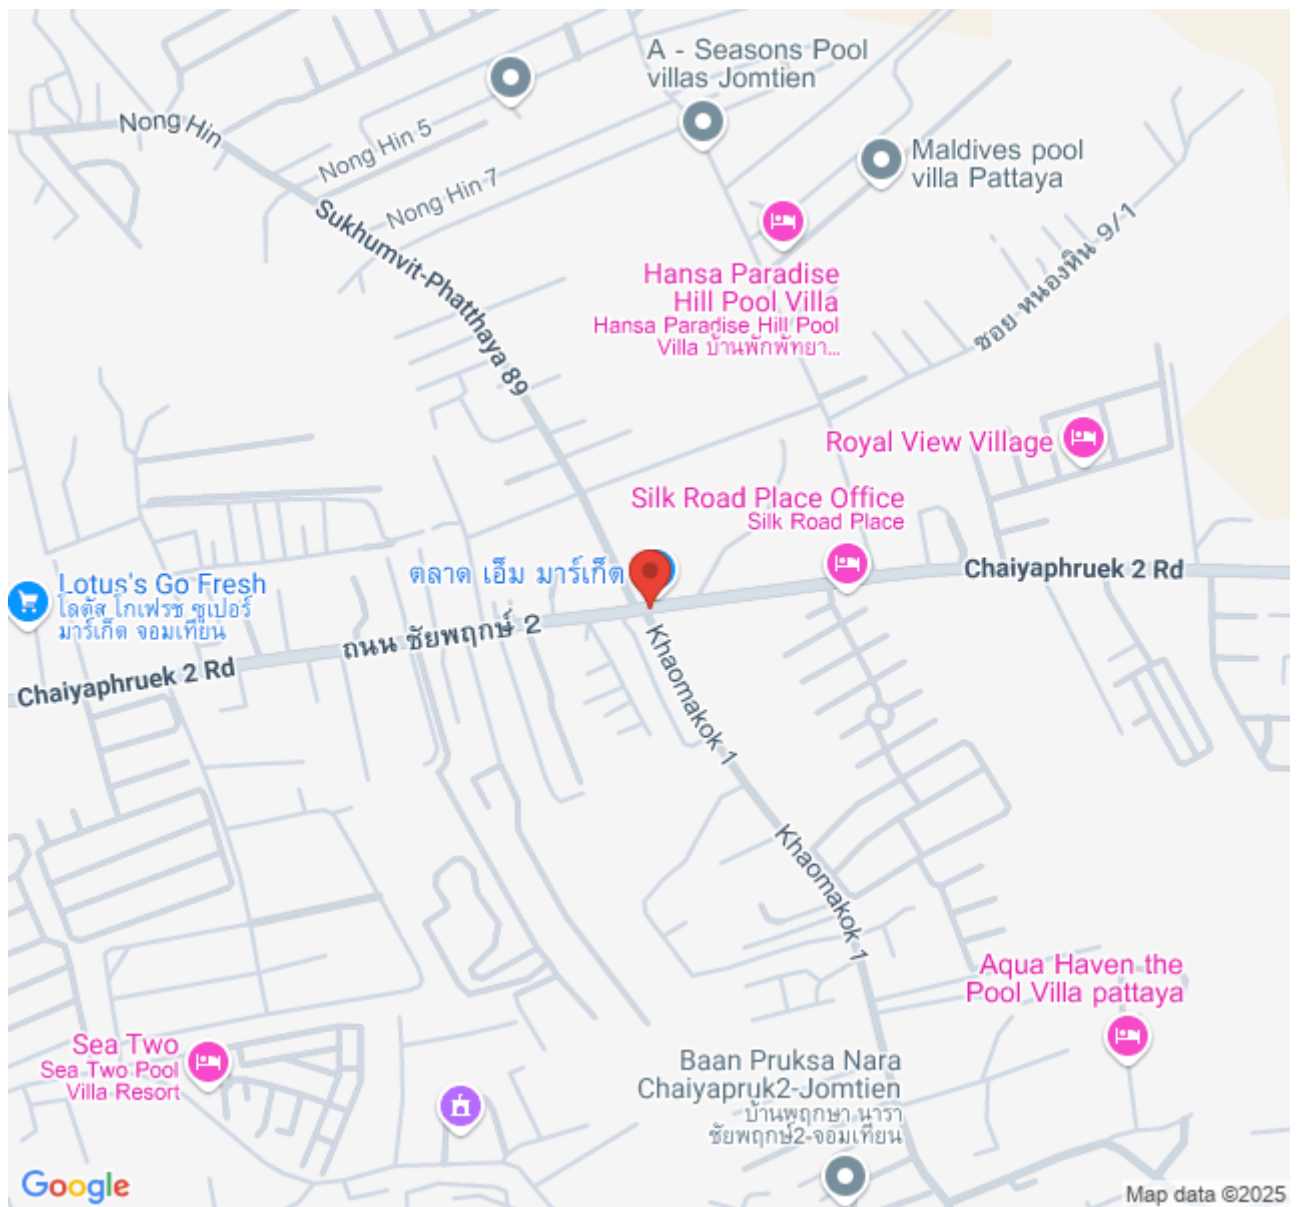 A - Seasons Pool
villas Jomtien
Nong Hin
Nong Hin 5
Maldives pool
villa Pattaya
Nong Hin 7
Sukhumvit-Phatthaya 89
ซอย หนองหิน 9/1
Hansa Paradise
Hill Pool Villa
Hansa Paradise Hill Pool
Villa บ้านพักพัทยา...
Royal View Village
Silk Road Place Office
Silk Road Place
ตลาด เอ็ม มาร์เก็ต
Chaiyaphruek 2 Rd
Lotus's Go Fresh
โลตัส โกเฟรช ซูเปอร์
มาร์เก็ต จอมเทียน
ถนน ชัยพฤกษ์ 2
Chaiyaphruek 2 Rd
Khaomakok 1
Khaomakok 1
Aqua Haven the
Pool Villa pattaya
Sea Two
Sea Two Pool
Villa Resort
Baan Pruksa Nara
Chaiyapruk2-Jomtien
บ้านพฤกษา นารา
ชัยพฤกษ์2-จอมเทียน
Google
Map data ©2025